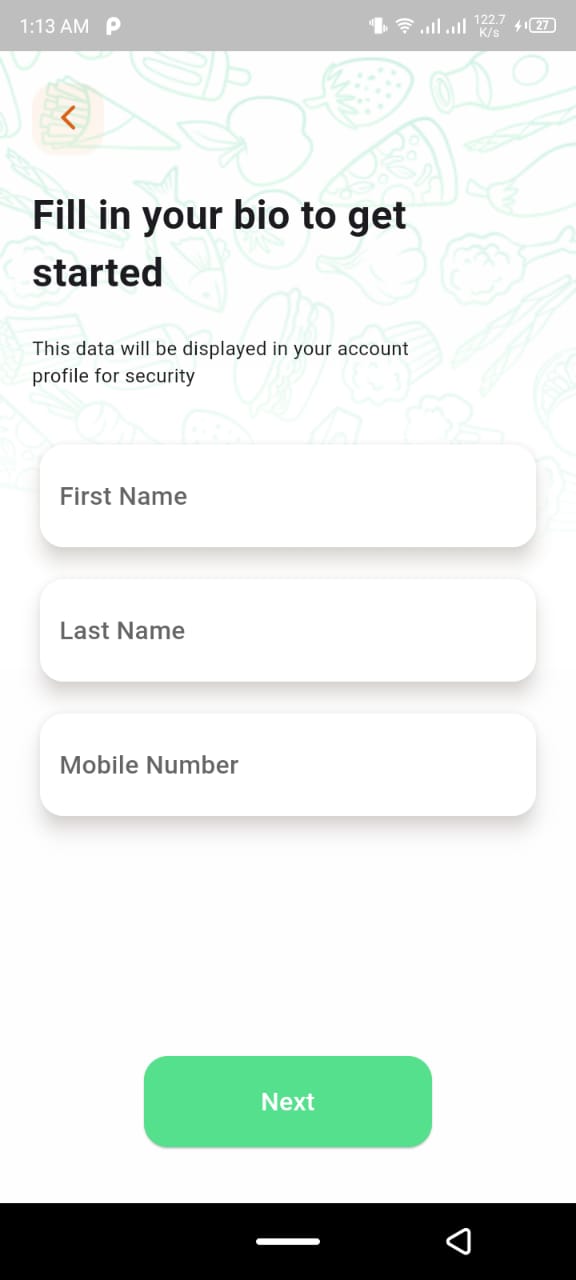 1:13 AM
122.7
K/s
27
Fill in your bio to get
started
This data will be displayed in your account
profile for security
First Name
Last Name
Mobile Number
Next